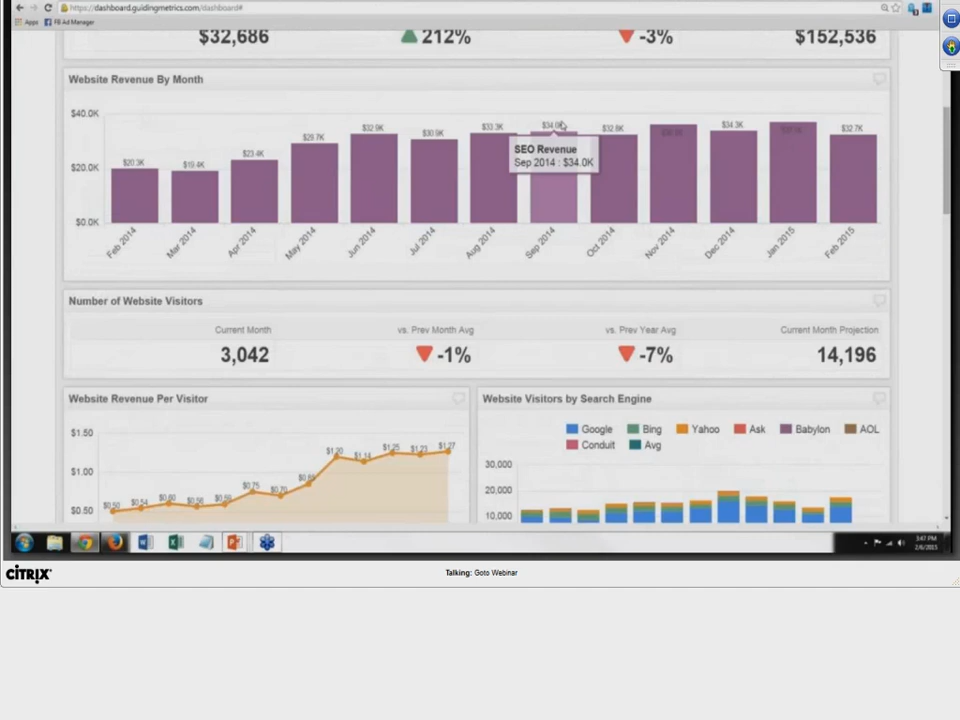 https://dashboard.guidingmetrics.com/dashboard#
Apps FB Ad Manager
$32,686 212% -3% $152,536
Website Revenue By Month
$40.0K
$20.0K
$0.0K
$20.3K $19.4K $23.4K $32.9K $30.9K $33.3K $34.0K $32.8K $34.3K $32.7K
SEO Revenue
Sep 2014 : $34.0K
Feb 2014 Mar 2014 Apr 2014 May 2014 Jun 2014 Jul 2014 Aug 2014 Sep 2014 Oct 2014 Nov 2014 Dec 2014 Jan 2015 Feb 2015
Number of Website Visitors
Current Month vs. Prev Month Avg vs. Prev Year Avg Current Month Projection
3,042 -1% -7% 14,196
Website Revenue Per Visitor
$1.50
$1.00
$0.50
$0.50 $0.54 $0.60 $0.56 $0.75 $0.70 $1.20 $1.14 $1.25 $1.23 $1.27
Website Visitors by Search Engine
Google Bing Yahoo Ask Babylon AOL
Conduit Avg
30,000
20,000
10,000
3:47 PM
2/6/2015
CITRIX
Talking: Goto Webinar